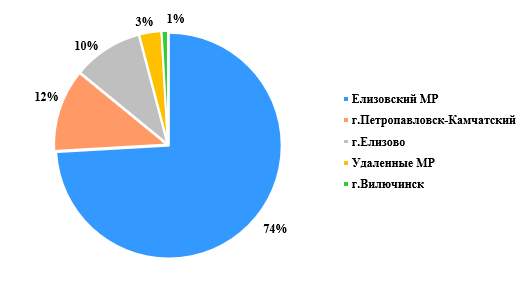 1%
3%
10%
12%
74%
Елизовский МР
г.Петропавловск-Камчатский
г.Елизово
Удаленные МР
г.Вилючинск